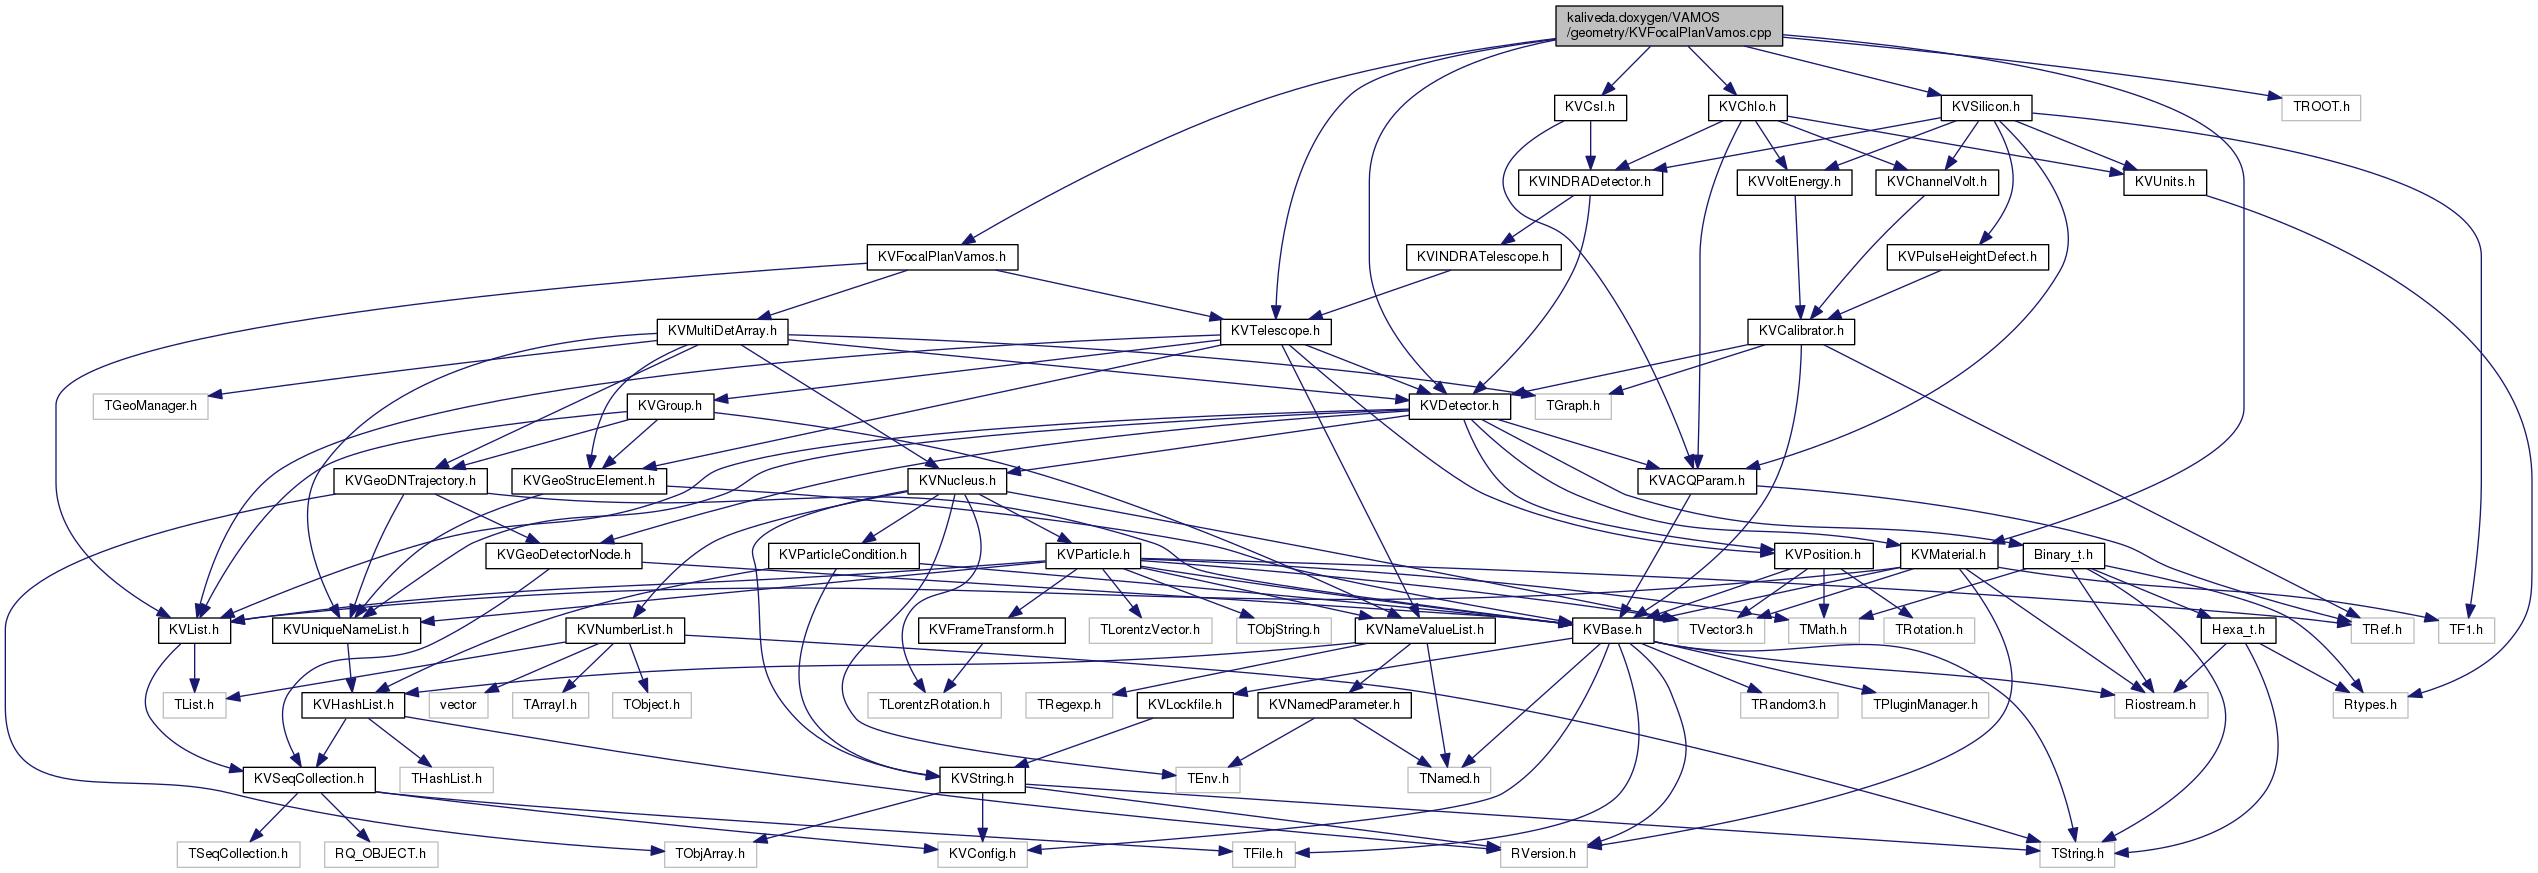 kaliveda.doxygen/VAMOS
/geometry/KVFocalPlanVamos.cpp
KVCsI.h
KVChIo.h
KVSilicon.h
TROOT.h
KVINDRADetector.h
KVVoltEnergy.h
KVChannelVolt.h
KVUnits.h
KVFocalPlanVamos.h
KVINDRATelescope.h
KVPulseHeightDefect.h
KVMultiDetArray.h
KVTelescope.h
KVCalibrator.h
TGeoManager.h
KVGroup.h
KVDetector.h
TGraph.h
KVGeoDNTrajectory.h
KVGeoStrucElement.h
KVNucleus.h
KVACQParam.h
KVGeoDetectorNode.h
KVParticleCondition.h
KVParticle.h
KVPosition.h
KVMaterial.h
Binary_t.h
KVList.h
KVUniqueNameList.h
KVNumberList.h
KVFrameTransform.h
TLorentzVector.h
TObjString.h
KVNameValueList.h
KVBase.h
TVector3.h
TMath.h
TRotation.h
Hexa_t.h
TRef.h
TF1.h
TList.h
KVHashList.h
vector
TArrayI.h
TObject.h
TLorentzRotation.h
TRegexp.h
KVLockfile.h
KVNamedParameter.h
TRandom3.h
TPluginManager.h
Riostream.h
Rtypes.h
KVSeqCollection.h
THashList.h
KVString.h
TEnv.h
TNamed.h
TSeqCollection.h
RQ_OBJECT.h
TObjArray.h
KVConfig.h
TFile.h
RVersion.h
TString.h